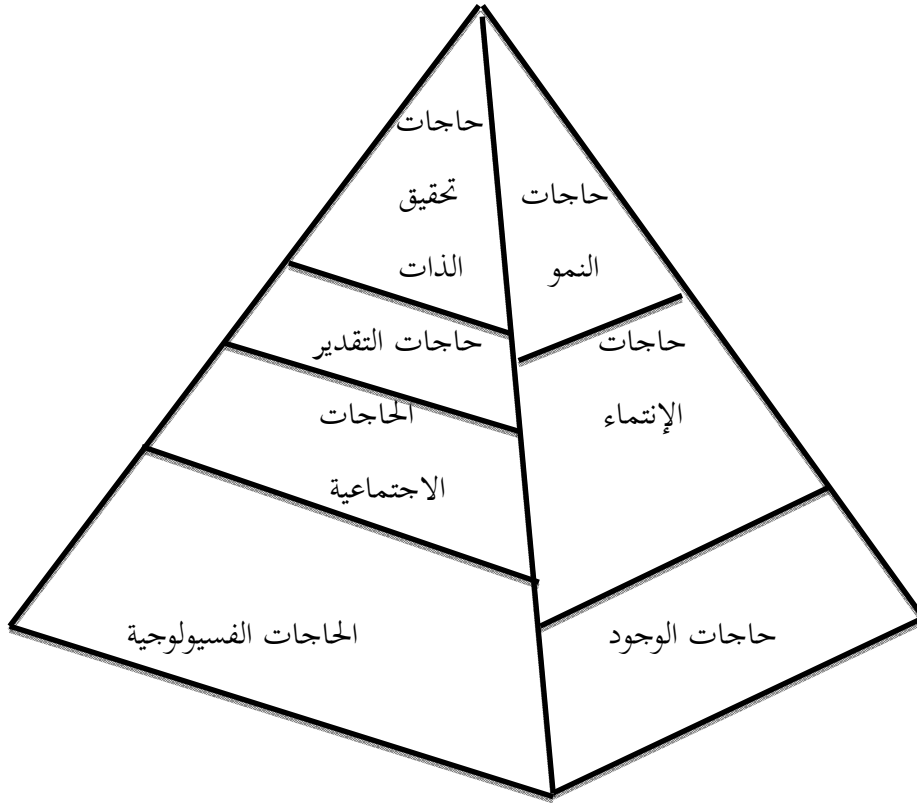 حاجات
تحقيق
الذات
حاجات التقدير
الحاجات
الاجتماعية
الحاجات الفسيولوجية
حاجات
النمو
حاجات
الإنتماء
حاجات الوجود